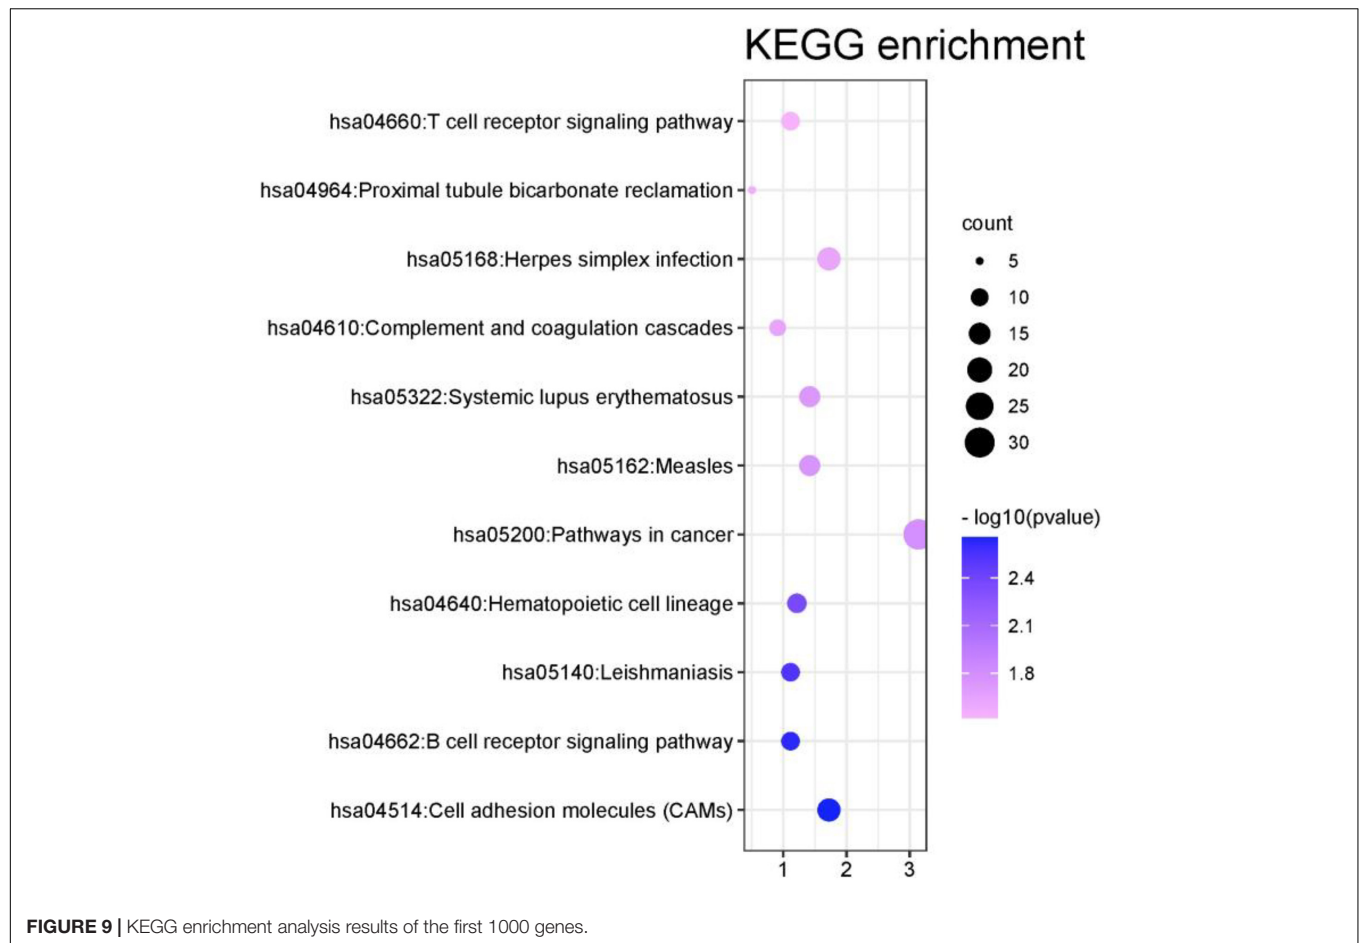 KEGG enrichment
hsa04660:T cell receptor signaling pathway
hsa04964:Proximal tubule bicarbonate reclamation
hsa05168:Herpes simplex infection
hsa04610:Complement and coagulation cascades
hsa05322:Systemic lupus erythematosus
hsa05162:Measles
hsa05200:Pathways in cancer
hsa04640:Hematopoietic cell lineage
hsa05140:Leishmaniasis
hsa04662:B cell receptor signaling pathway
hsa04514:Cell adhesion molecules (CAMs)
1 2 3
count
5
10
15
20
25
30
- log10(pvalue)
2.4
2.1
1.8
FIGURE 9 | KEGG enrichment analysis results of the first 1000 genes.